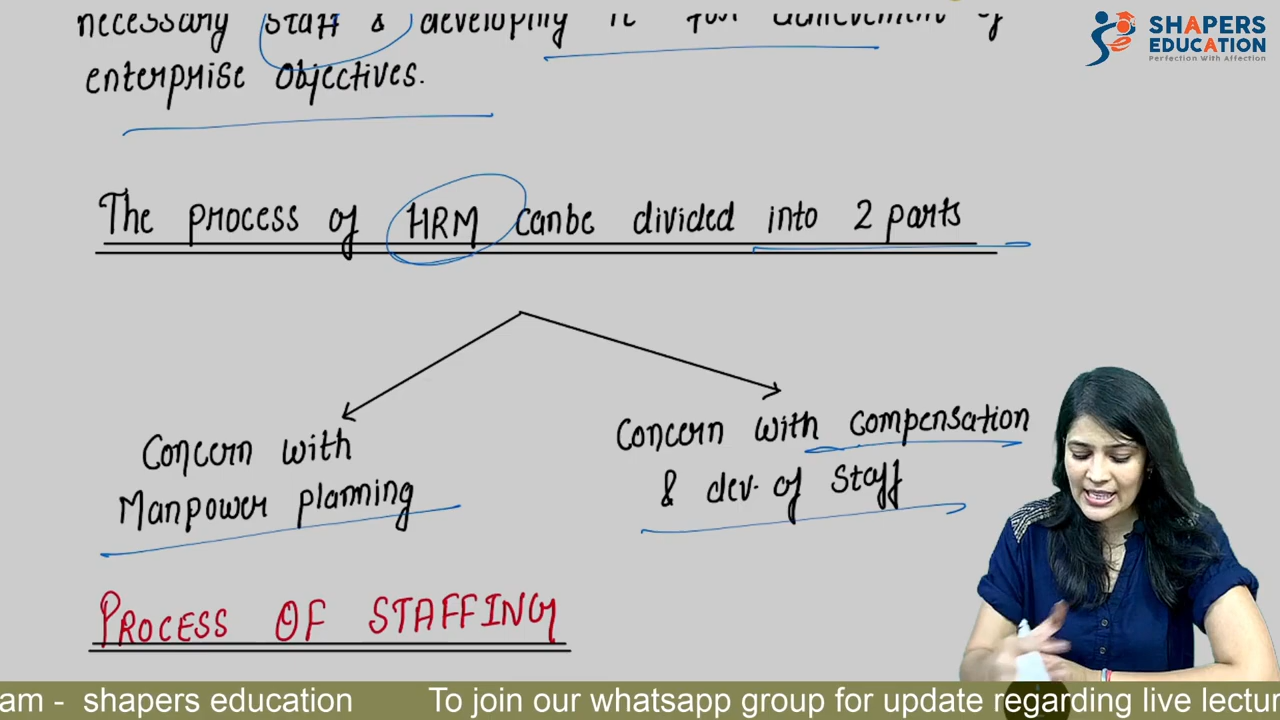 necessary staff & developing it for achievement of
enterprise objectives.
SHAPERS
EDUCATION
Perfection With Affection
The process of HRM canbe divided into 2 parts
Concern with
Manpower planning
Concern with compensation
& dev. of staff
PROCESS OF STAFFING
am - shapers education To join our whatsapp group for update regarding live lectu